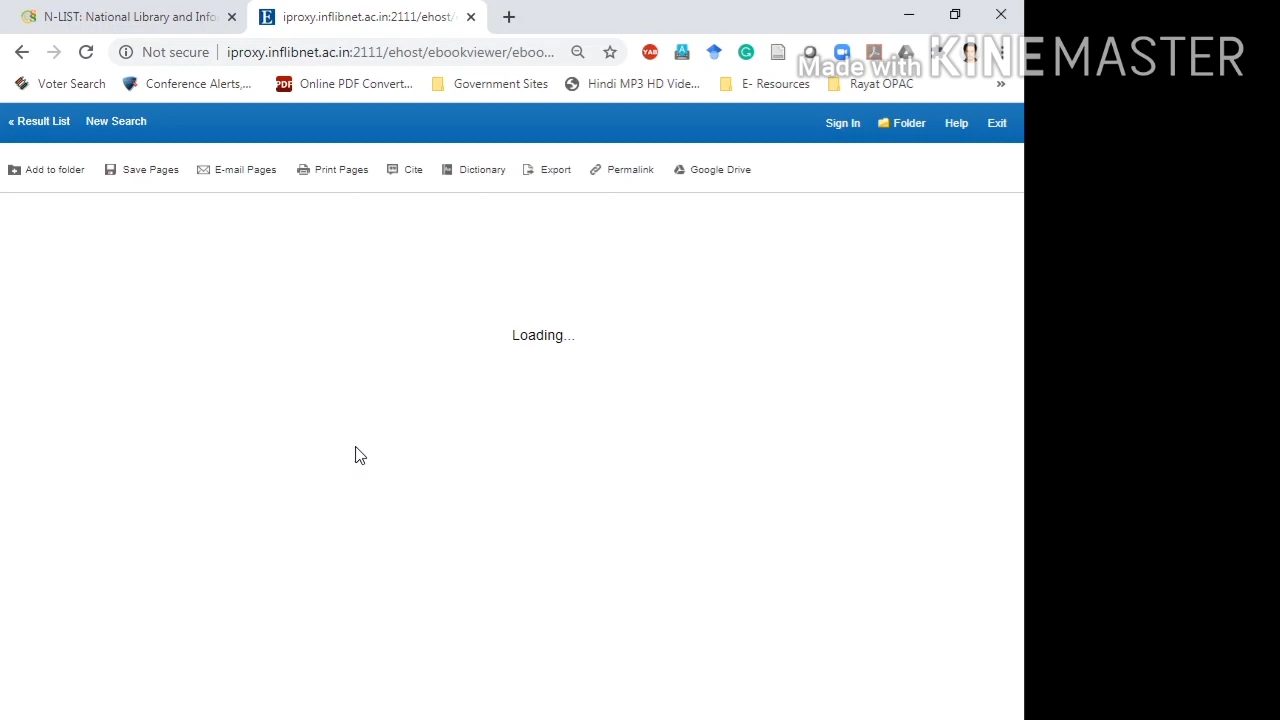 N-LIST: National Library and Info
iproxy.inflibnet.ac.in:2111/ehost/
Not secure iproxy.inflibnet.ac.in:2111/ehost/ebookviewer/eboo...
Made with KINEMASTER
Voter Search Conference Alerts,... Online PDF Convert... Government Sites Hindi MP3 HD Vide... E- Resources Rayat OPAC »
« Result List New Search Sign In Folder Help Exit
Add to folder Save Pages E-mail Pages Print Pages Cite Dictionary Export Permalink Google Drive
Loading...